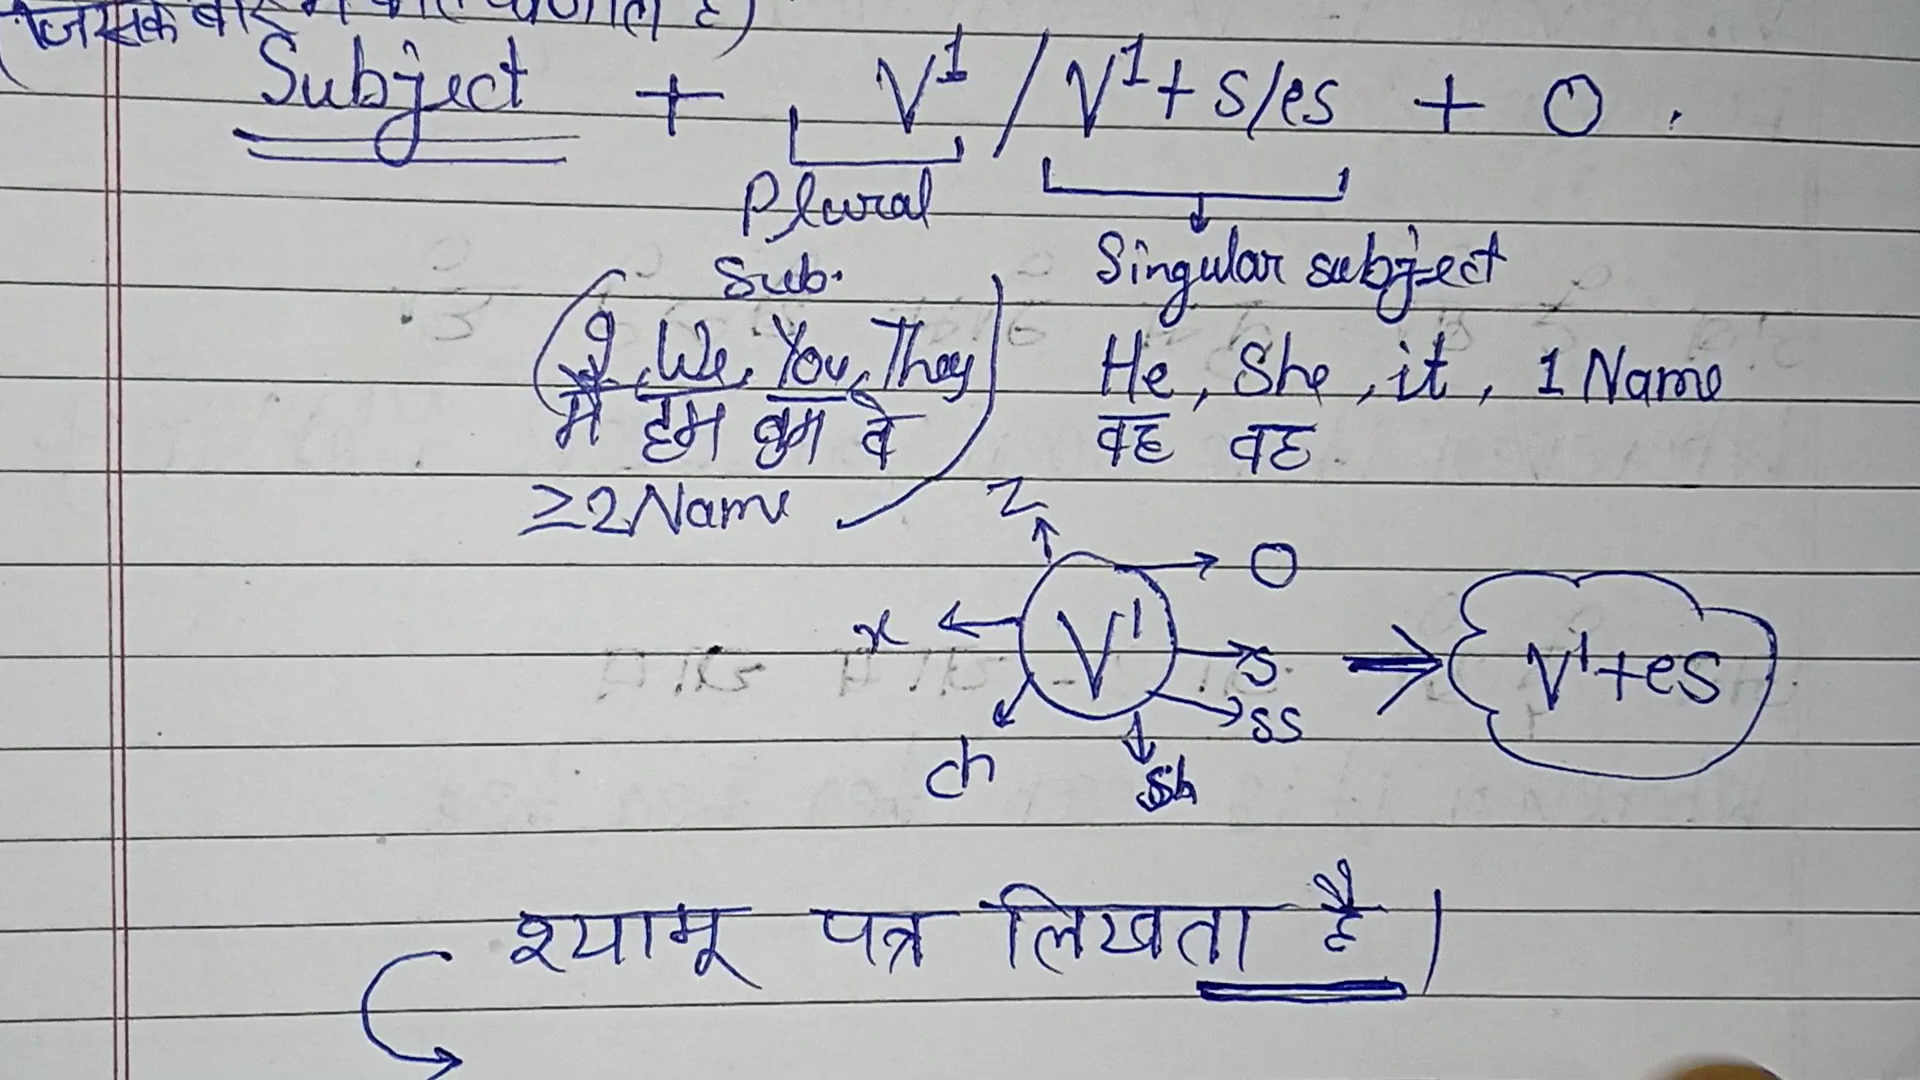 (जिसके बारे में बात की जाती है)
Subject + V¹ / V¹ + s/es + O.
Plural Sub. Singular subject
(I, We, You, They) He, She, it, 1 Name
मैं हम तुम वे वह वह
≥2 Name
z
O
x V¹ s ⇒ V¹+es
ss
ch sh
श्यामू पत्र लिखता है।